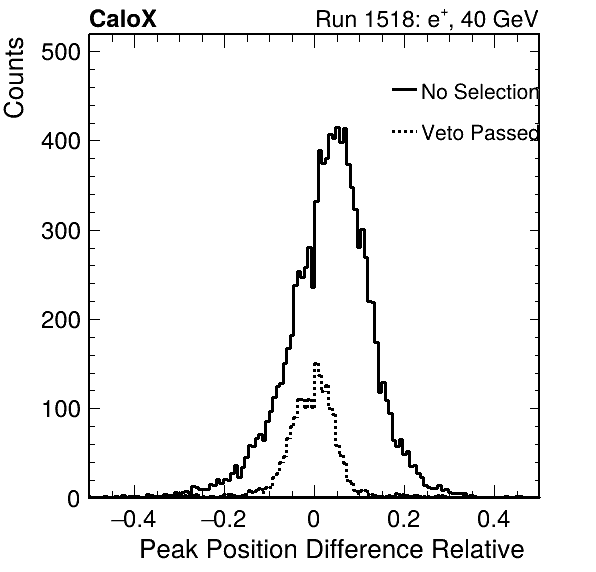 CaloX Run 1518: e+, 40 GeV
Counts
500
400
300
200
100
0
No Selection
Veto Passed
−0.4 −0.2 0 0.2 0.4
Peak Position Difference Relative